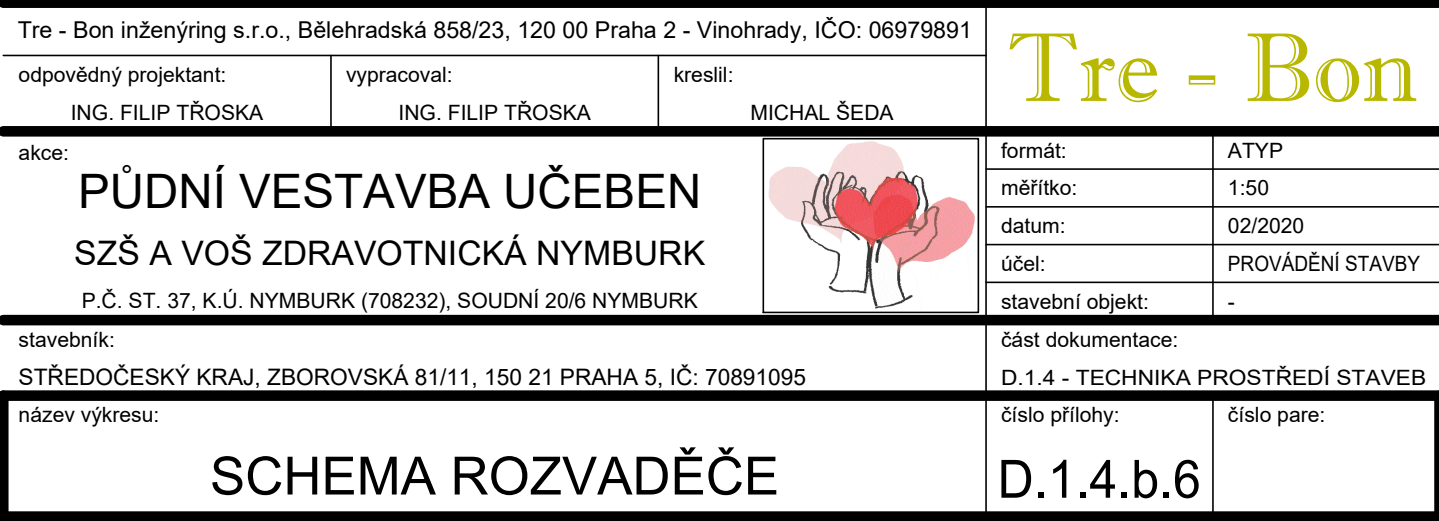 Tre - Bon inženýring s.r.o., Bělehradská 858/23, 120 00 Praha 2 - Vinohrady, IČO: 06979891
Tre - Bon
odpovědný projektant:
ING. FILIP TŘOSKA
vypracoval:
ING. FILIP TŘOSKA
kreslil:
MICHAL ŠEDA
akce:
PŮDNÍ VESTAVBA UČEBEN
SZŠ A VOŠ ZDRAVOTNICKÁ NYMBURK
P.Č. ST. 37, K.Ú. NYMBURK (708232), SOUDNÍ 20/6 NYMBURK
formát: ATYP
měřítko: 1:50
datum: 02/2020
účel: PROVÁDĚNÍ STAVBY
stavební objekt: -
stavebník:
STŘEDOČESKÝ KRAJ, ZBOROVSKÁ 81/11, 150 21 PRAHA 5, IČ: 70891095
část dokumentace:
D.1.4 - TECHNIKA PROSTŘEDÍ STAVEB
název výkresu:
SCHEMA ROZVADĚČE
číslo přílohy:
D.1.4.b.6
číslo pare: